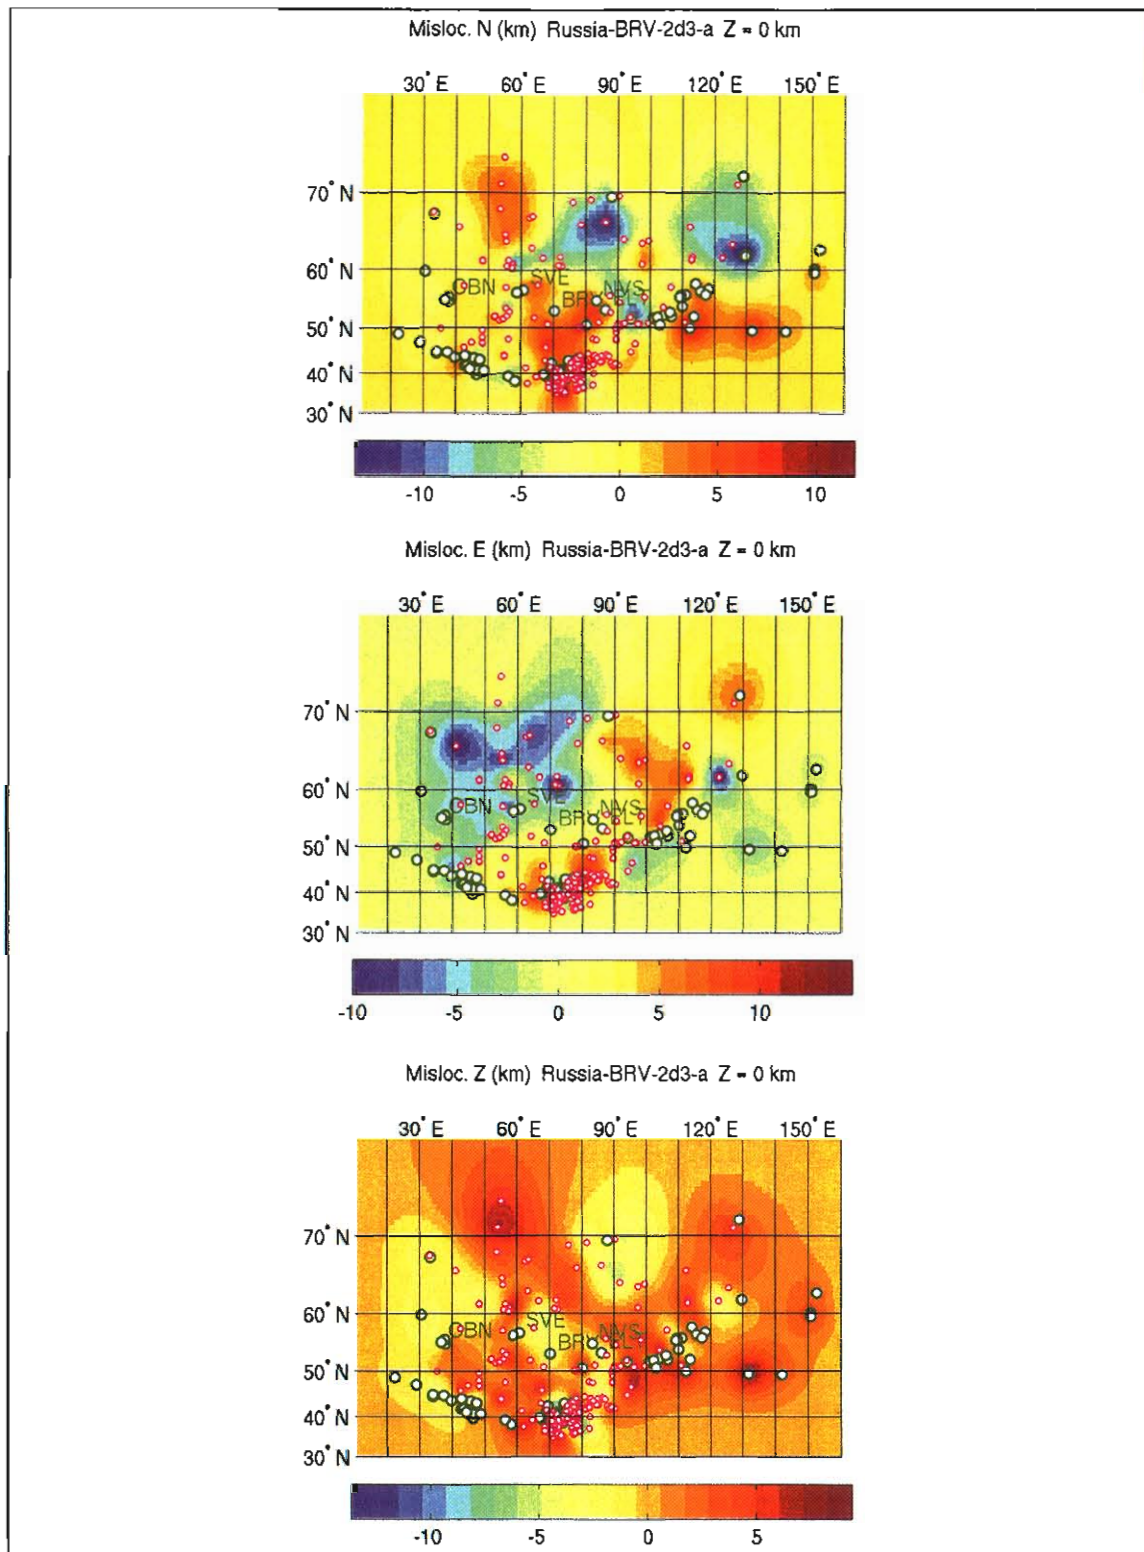 Misloc. N (km) Russia-BRV-2d3-a Z = 0 km
30° E 60° E 90° E 120° E 150° E
70° N
60° N
OBN SVE BRV NVS
50° N
40° N
30° N
-10 -5 0 5 10
Misloc. E (km) Russia-BRV-2d3-a Z = 0 km
30° E 60° E 90° E 120° E 150° E
70° N
60° N
OBN SVE BRV NVS
50° N
40° N
30° N
-10 -5 0 5 10
Misloc. Z (km) Russia-BRV-2d3-a Z = 0 km
30° E 60° E 90° E 120° E 150° E
70° N
60° N
OBN SVE BRV NVS
50° N
40° N
30° N
-10 -5 0 5